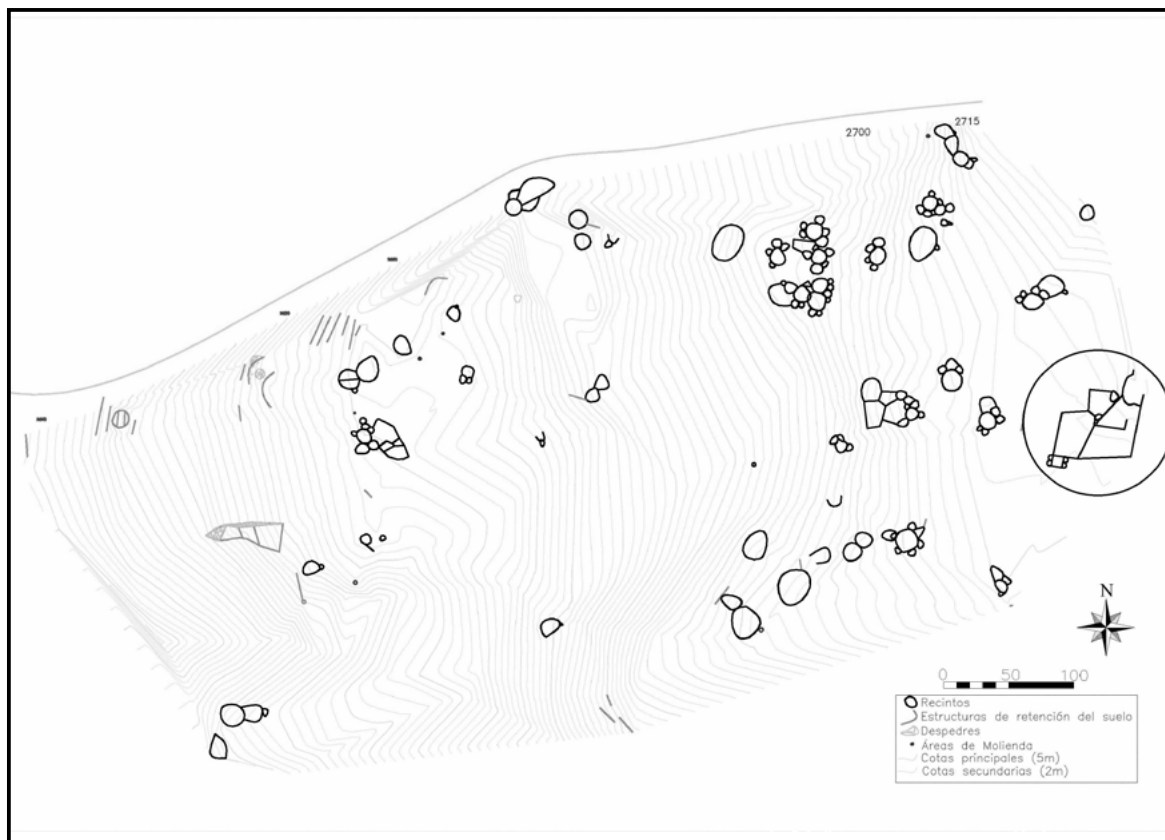 2700
2715
N
0 50 100
Recintos
Estructuras de retención del suelo
Despedres
Áreas de Molienda
Cotas principales (5m)
Cotas secundarias (2m)